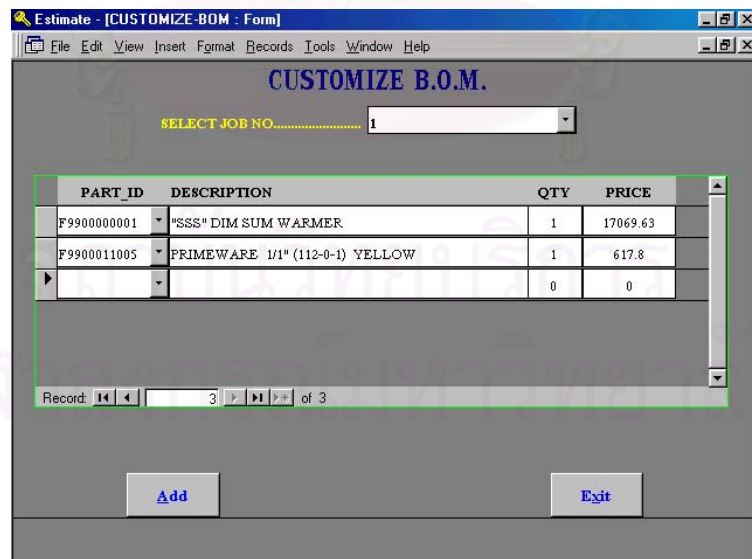 Estimate - [CUSTOMIZE-BOM : Form]
File Edit View Insert Format Records Tools Window Help
CUSTOMIZE B.O.M.
SELECT JOB NO.......................... 1
PART_ID DESCRIPTION QTY PRICE
F9900000001 "SSS" DIM SUM WARMER 1 17069.63
F9900011005 PRIMEWARE 1/1" (112-0-1) YELLOW 1 617.8
0 0
Record: 3 of 3
Add Exit